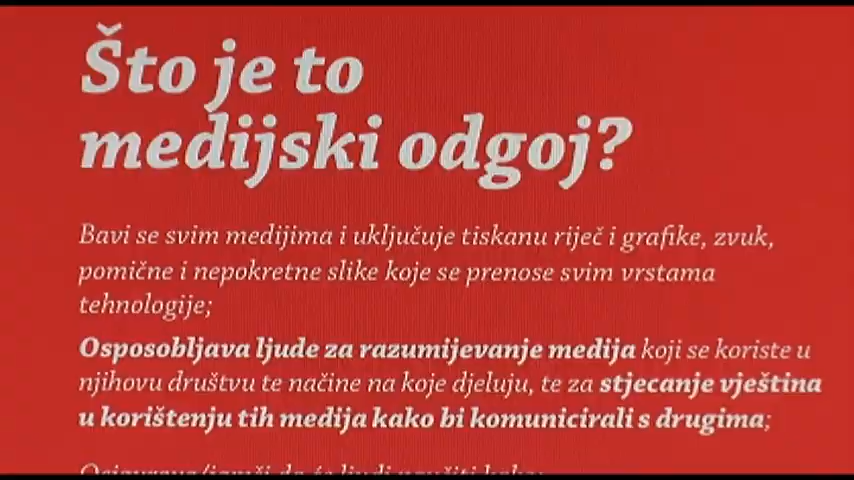 Što je to
medijski odgoj?
Bavi se svim medijima i uključuje tiskanu riječ i grafike, zvuk,
pomične i nepokretne slike koje se prenose svim vrstama
tehnologije;
Osposobljava ljude za razumijevanje medija koji se koriste u
njihovu društvu te načine na koje djeluju, te za stjecanje vještina
u korištenju tih medija kako bi komunicirali s drugima;